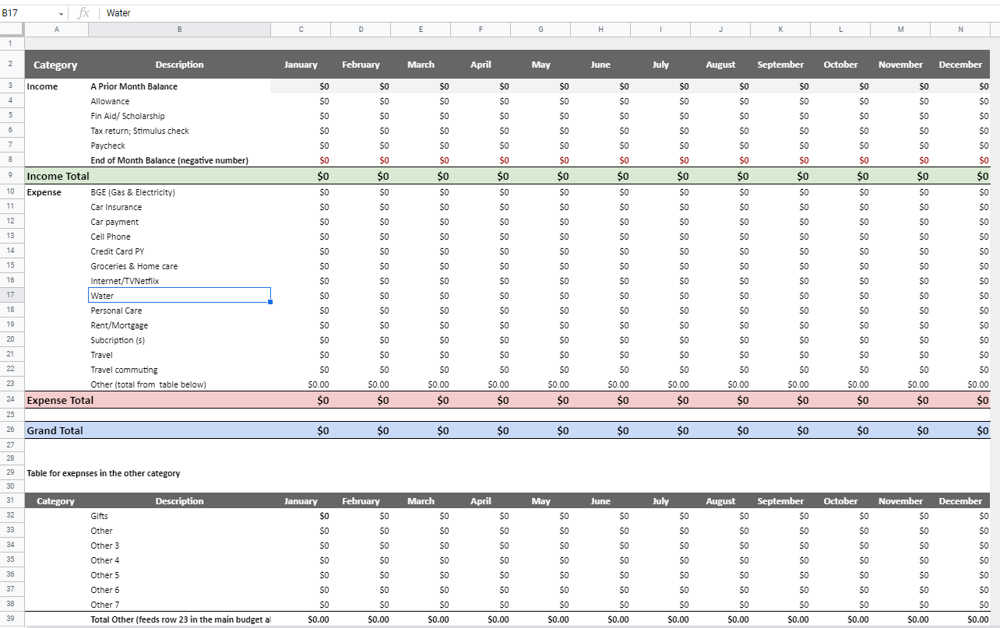 B17 fx Water
A B C D E F G H I J K L M N
1
2 Category Description January February March April May June July August September October November December
3 Income A Prior Month Balance $0 $0 $0 $0 $0 $0 $0 $0 $0 $0 $0 $0
4 Allowance $0 $0 $0 $0 $0 $0 $0 $0 $0 $0 $0 $0
5 Fin Aid/ Scholarship $0 $0 $0 $0 $0 $0 $0 $0 $0 $0 $0 $0
6 Tax return; Stimulus check $0 $0 $0 $0 $0 $0 $0 $0 $0 $0 $0 $0
7 Paycheck $0 $0 $0 $0 $0 $0 $0 $0 $0 $0 $0 $0
8 End of Month Balance (negative number) $0 $0 $0 $0 $0 $0 $0 $0 $0 $0 $0 $0
9 Income Total $0 $0 $0 $0 $0 $0 $0 $0 $0 $0 $0 $0
10 Expense BGE (Gas & Electricity) $0 $0 $0 $0 $0 $0 $0 $0 $0 $0 $0 $0
11 Car Insurance $0 $0 $0 $0 $0 $0 $0 $0 $0 $0 $0 $0
12 Car payment $0 $0 $0 $0 $0 $0 $0 $0 $0 $0 $0 $0
13 Cell Phone $0 $0 $0 $0 $0 $0 $0 $0 $0 $0 $0 $0
14 Credit Card PY $0 $0 $0 $0 $0 $0 $0 $0 $0 $0 $0 $0
15 Groceries & Home care $0 $0 $0 $0 $0 $0 $0 $0 $0 $0 $0 $0
16 Internet/TVNetflix $0 $0 $0 $0 $0 $0 $0 $0 $0 $0 $0 $0
17 Water $0 $0 $0 $0 $0 $0 $0 $0 $0 $0 $0 $0
18 Personal Care $0 $0 $0 $0 $0 $0 $0 $0 $0 $0 $0 $0
19 Rent/Mortgage $0 $0 $0 $0 $0 $0 $0 $0 $0 $0 $0 $0
20 Subcription (s) $0 $0 $0 $0 $0 $0 $0 $0 $0 $0 $0 $0
21 Travel $0 $0 $0 $0 $0 $0 $0 $0 $0 $0 $0 $0
22 Travel commuting $0 $0 $0 $0 $0 $0 $0 $0 $0 $0 $0 $0
23 Other (total from table below) $0.00 $0.00 $0.00 $0.00 $0.00 $0.00 $0.00 $0.00 $0.00 $0.00 $0.00 $0.00
24 Expense Total $0 $0 $0 $0 $0 $0 $0 $0 $0 $0 $0 $0
25
26 Grand Total $0 $0 $0 $0 $0 $0 $0 $0 $0 $0 $0 $0
27
28
29 Table for exepnses in the other category
30
31 Category Description January February March April May June July August September October November December
32 Gifts $0 $0 $0 $0 $0 $0 $0 $0 $0 $0 $0 $0
33 Other $0 $0 $0 $0 $0 $0 $0 $0 $0 $0 $0 $0
34 Other 3 $0 $0 $0 $0 $0 $0 $0 $0 $0 $0 $0 $0
35 Other 4 $0 $0 $0 $0 $0 $0 $0 $0 $0 $0 $0 $0
36 Other 5 $0 $0 $0 $0 $0 $0 $0 $0 $0 $0 $0 $0
37 Other 6 $0 $0 $0 $0 $0 $0 $0 $0 $0 $0 $0 $0
38 Other 7 $0 $0 $0 $0 $0 $0 $0 $0 $0 $0 $0 $0
39 Total Other (feeds row 23 in the main budget a $0.00 $0.00 $0.00 $0.00 $0.00 $0.00 $0.00 $0.00 $0.00 $0.00 $0.00 $0.00